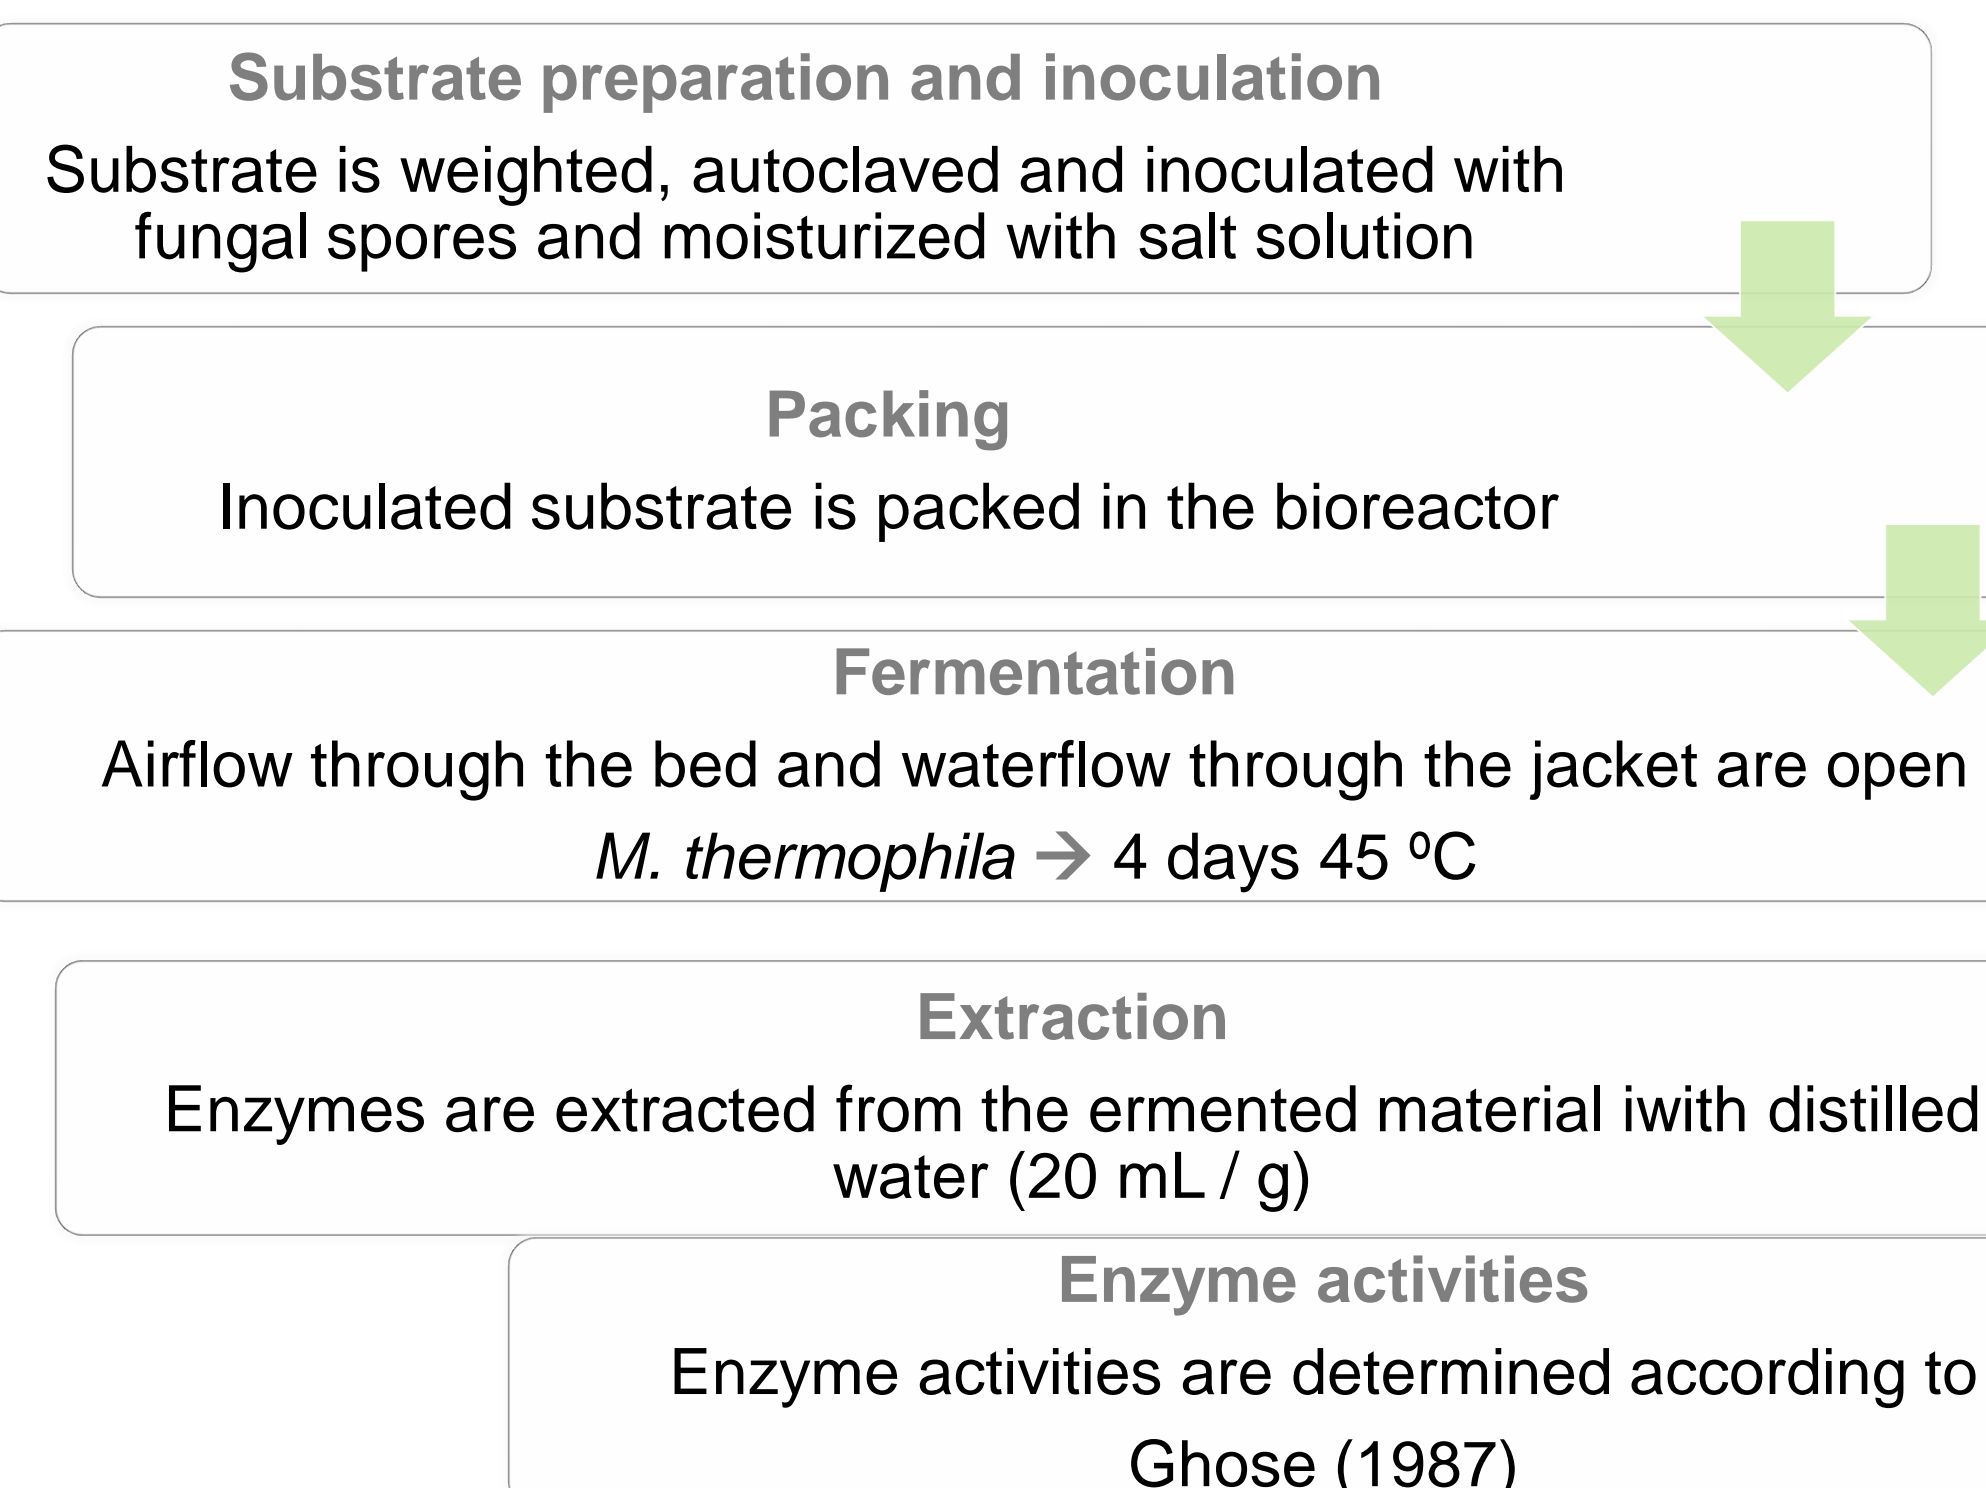 Substrate preparation and inoculation
Substrate is weighted, autoclaved and inoculated with
fungal spores and moisturized with salt solution
Packing
Inoculated substrate is packed in the bioreactor
Fermentation
Airflow through the bed and waterflow through the jacket are open
M. thermophila → 4 days 45 ºC
Extraction
Enzymes are extracted from the ermented material iwith distilled
water (20 mL / g)
Enzyme activities
Enzyme activities are determined according to
Ghose (1987)